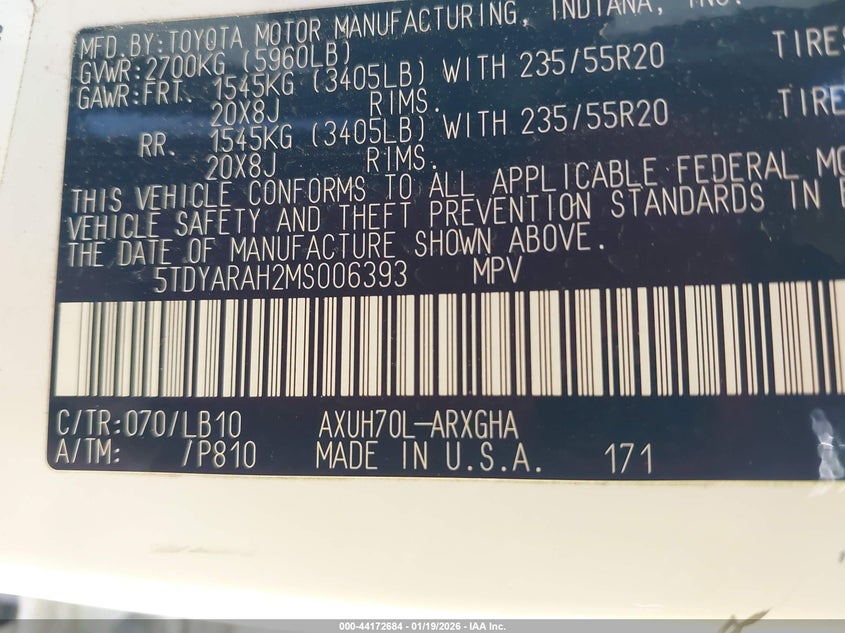 MFD. BY: TOYOTA MOTOR MANUFACTURING, INDIANA, INC.
GVWR: 2700KG (5960LB)
GAWR: FRT. 1545KG (3405LB) WITH 235/55R20 TIRES
20X8J RIMS.
RR. 1545KG (3405LB) WITH 235/55R20 TIRE
20X8J RIMS.
THIS VEHICLE CONFORMS TO ALL APPLICABLE FEDERAL MO
VEHICLE SAFETY AND THEFT PREVENTION STANDARDS IN
THE DATE OF MANUFACTURE SHOWN ABOVE.
5TDYARAH2MS006393 MPV
C/TR: 070/LB10 AXUH70L-ARXGHA
A/TM: /P810 MADE IN U.S.A. 171
000-44172684 - 01/19/2026 - IAA Inc.